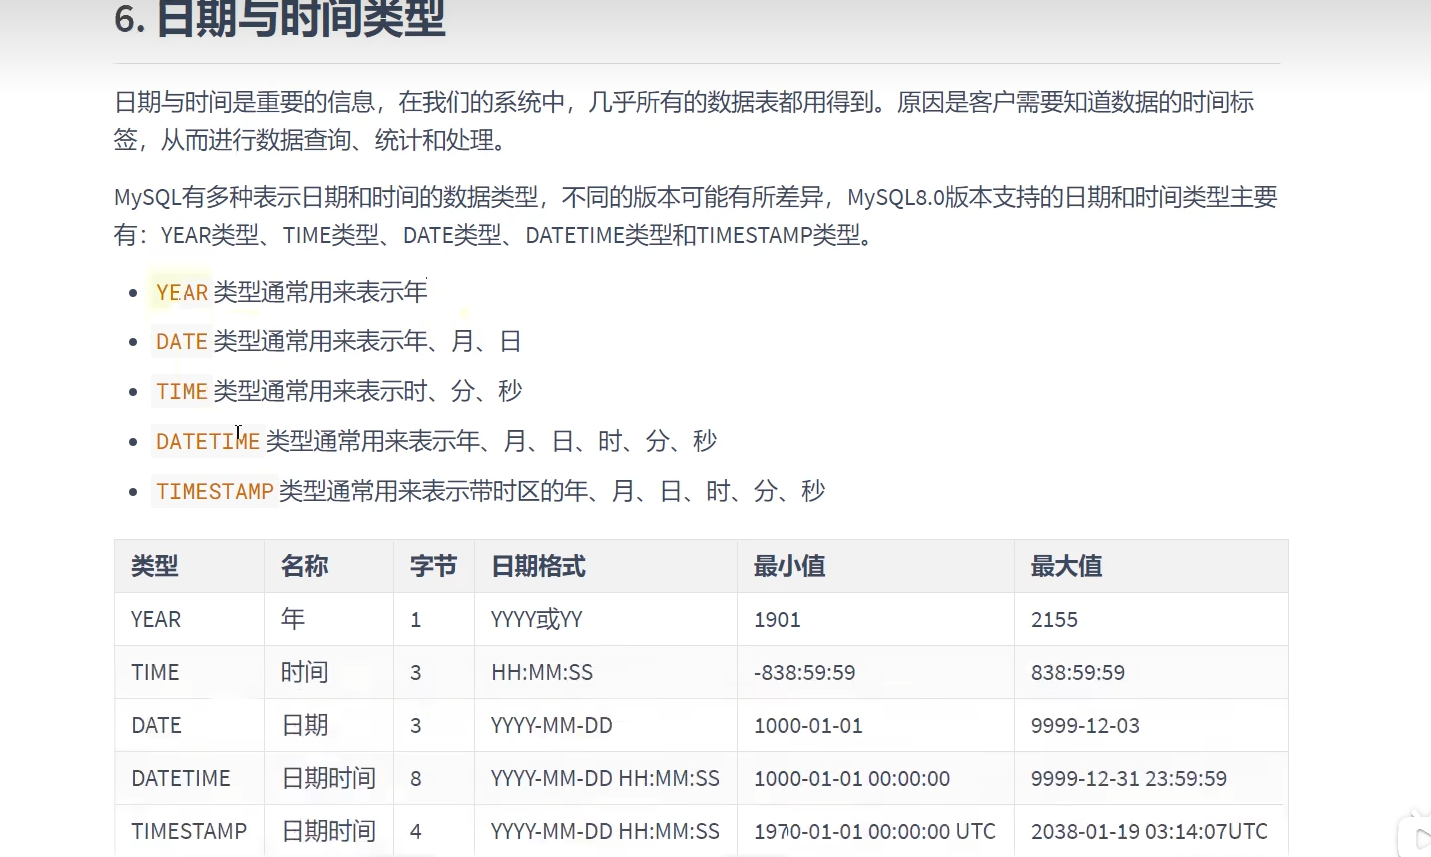 6. 日期与时间类型
日期与时间是重要的信息，在我们的系统中，几乎所有的数据表都用得到。原因是客户需要知道数据的时间标
签，从而进行数据查询、统计和处理。
MySQL有多种表示日期和时间的数据类型，不同的版本可能有所差异，MySQL8.0版本支持的日期和时间类型主要
有：YEAR类型、TIME类型、DATE类型、DATETIME类型和TIMESTAMP类型。
• YEAR 类型通常用来表示年
• DATE 类型通常用来表示年、月、日
• TIME 类型通常用来表示时、分、秒
• DATETIME 类型通常用来表示年、月、日、时、分、秒
• TIMESTAMP 类型通常用来表示带时区的年、月、日、时、分、秒
类型 名称 字节 日期格式 最小值 最大值
YEAR 年 1 YYYY或YY 1901 2155
TIME 时间 3 HH:MM:SS -838:59:59 838:59:59
DATE 日期 3 YYYY-MM-DD 1000-01-01 9999-12-03
DATETIME 日期时间 8 YYYY-MM-DD HH:MM:SS 1000-01-01 00:00:00 9999-12-31 23:59:59
TIMESTAMP 日期时间 4 YYYY-MM-DD HH:MM:SS 1970-01-01 00:00:00 UTC 2038-01-19 03:14:07UTC